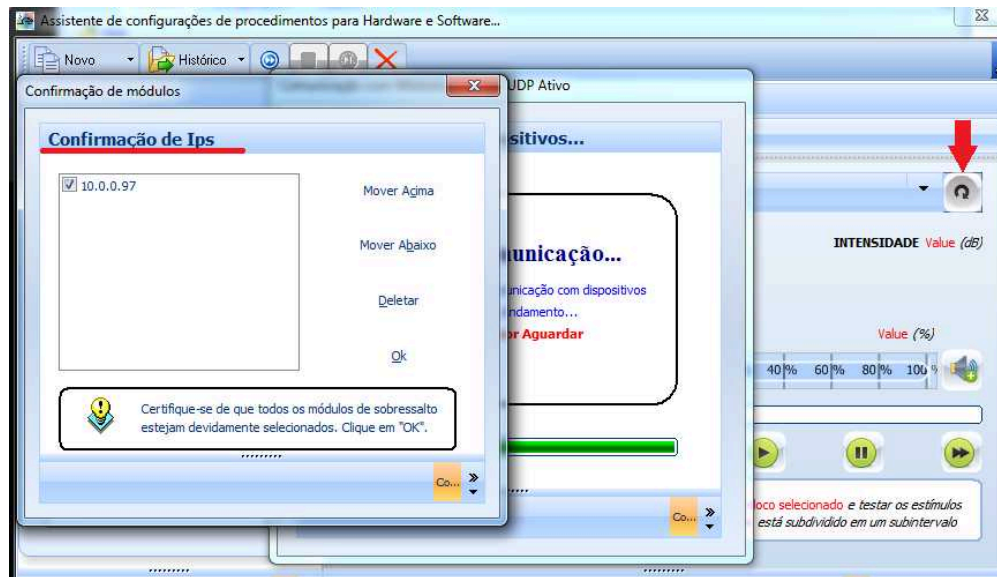 Assistente de configurações de procedimentos para Hardware e Software...
Novo
Histórico
Confirmação de módulos
UDP Ativo
Confirmação de Ips
sitivos...
10.0.0.97
Mover Acima
Mover Abaixo
Deletar
Ok
Certifique-se de que todos os módulos de sobressalto
estejam devidamente selecionados. Clique em "OK".
Co...
unicação...
unicação com dispositivos
ndamento...
or Aguardar
Co...
INTENSIDADE Value (dB)
Value (%)
40 % 60 % 80 % 100 %
loco selecionado e testar os estímulos
está subdividido em um subintervalo